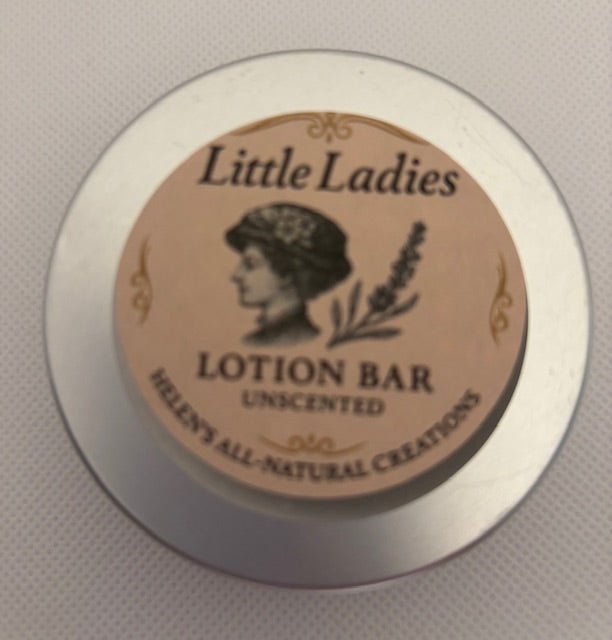 Little Ladies
LOTION BAR
UNSCENTED
HELEN'S ALL-NATURAL CREATIONS